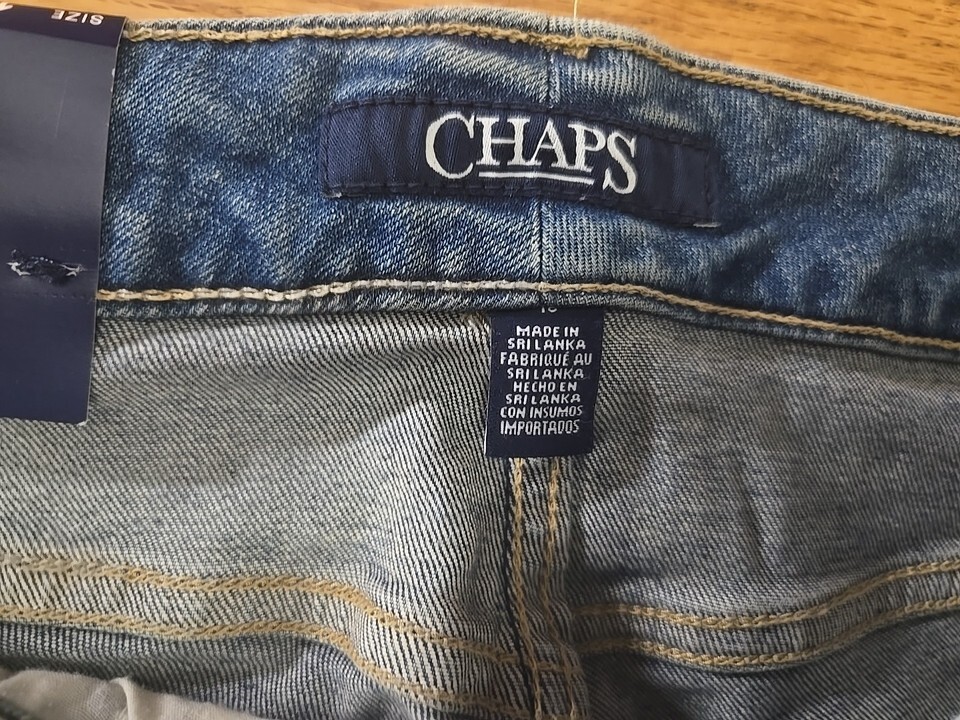 SIZE
CHAPS
MADE IN
SRI LANKA
FABRIQUÉ AU
SRI LANKA
HECHO EN
SRI LANKA
CON INSUMOS
IMPORTADOS